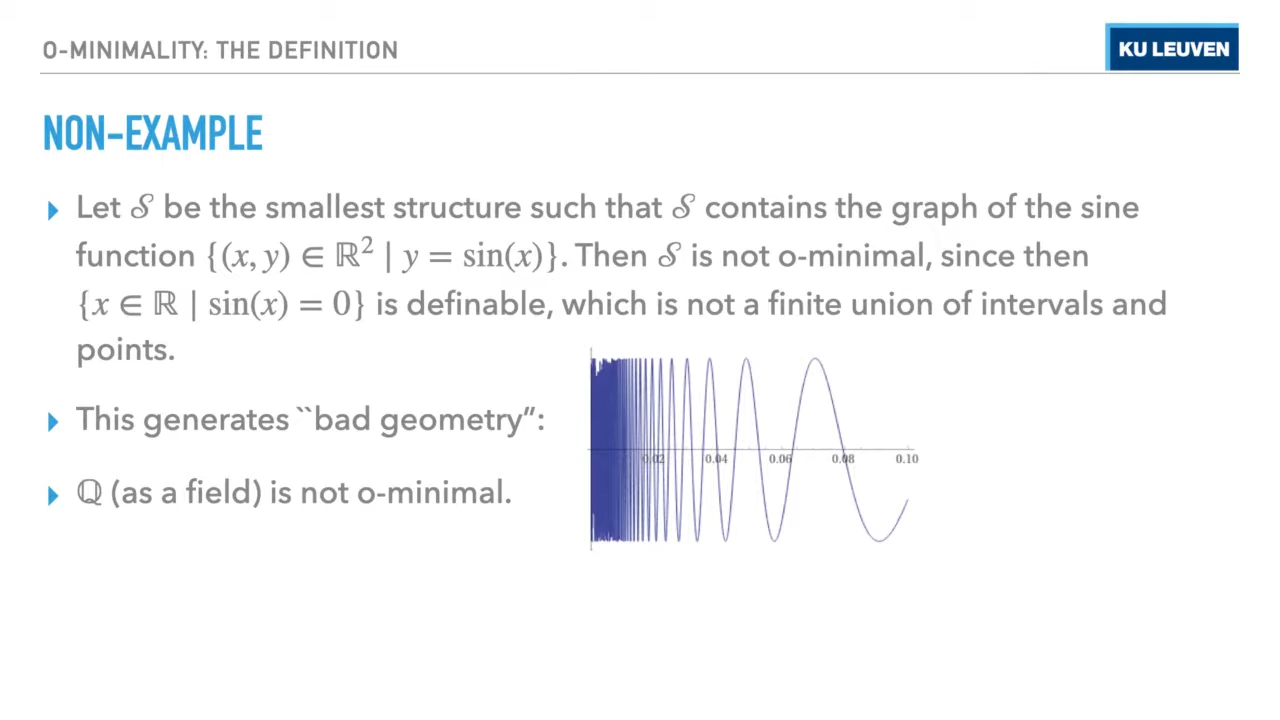 O-MINIMALITY: THE DEFINITION
KU LEUVEN
NON-EXAMPLE
Let 𝒮 be the smallest structure such that 𝒮 contains the graph of the sine
function {(x, y) ∈ ℝ² | y = sin(x)}. Then 𝒮 is not o-minimal, since then
{x ∈ ℝ | sin(x) = 0} is definable, which is not a finite union of intervals and
points.
This generates ``bad geometry”:
0.02 0.04 0.06 0.08 0.10
ℚ (as a field) is not o-minimal.